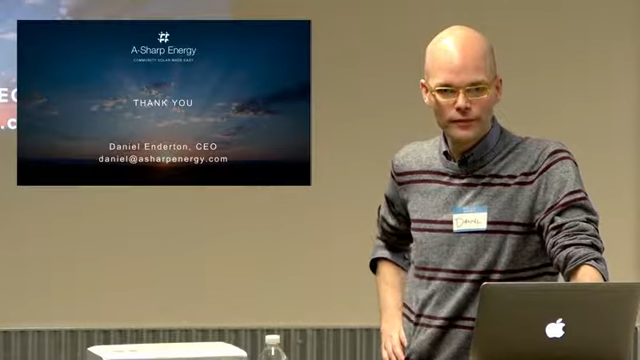 A-Sharp Energy
COMMUNITY SOLAR MADE EASY
THANK YOU
Daniel Enderton, CEO
daniel@asharpenergy.com
DANIEL